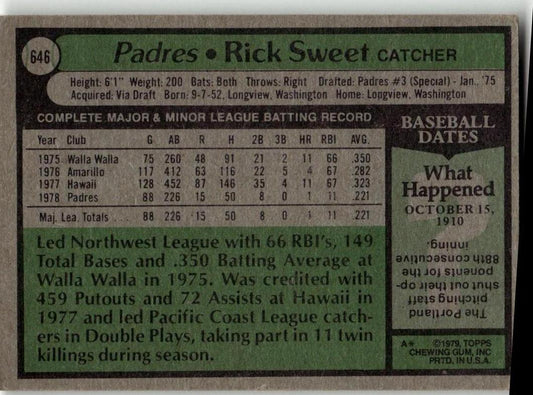 646
Padres • Rick Sweet CATCHER
Height: 6'1" Weight: 200 Bats: Both Throws: Right Drafted: Padres #3 (Special) - Jan., '75
Acquired: Via Draft Born: 9-7-52, Longview, Washington Home: Longview, Washington
COMPLETE MAJOR & MINOR LEAGUE BATTING RECORD
Year Club G AB R H 2B 3B HR RBI AVG.
1975 Walla Walla 75 260 48 91 21 2 11 66 .350
1976 Amarillo 117 412 63 116 22 5 4 67 .282
1977 Hawaii 128 452 87 146 35 4 11 67 .323
1978 Padres 88 226 15 50 8 0 1 11 .221
Maj. Lea. Totals . . . 88 226 15 50 8 0 1 11 .221
Led Northwest League with 66 RBI's, 149
Total Bases and .350 Batting Average at
Walla Walla in 1975. Was credited with
459 Putouts and 72 Assists at Hawaii in
1977 and led Pacific Coast League catch-
ers in Double Plays, taking part in 11 twin
killings during season.
BASEBALL
DATES
What
Happened
OCTOBER 15,
1910
The Portland
pitching staff
shut out their op-
ponents for the
88th consecutive
inning.
A* ©1979, TOPPS
CHEWING GUM, INC
PRTD. IN U.S.A.